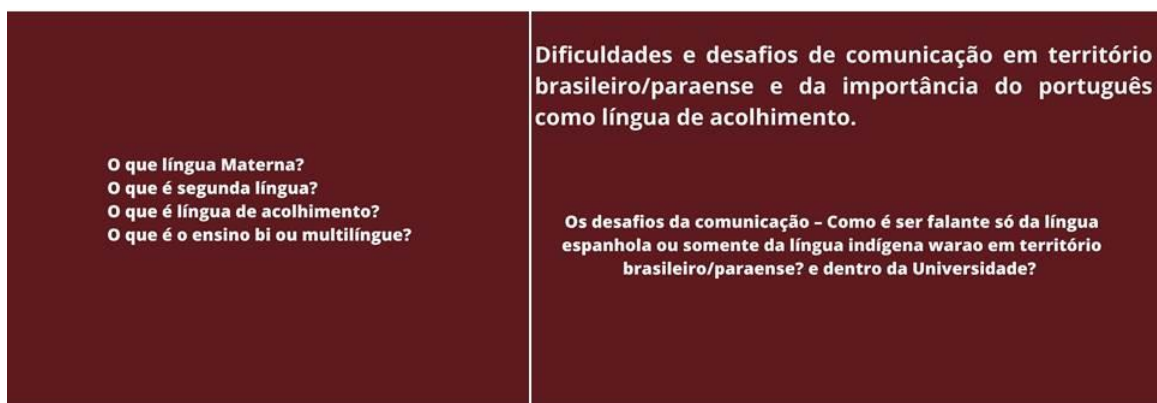 O que língua Materna?
O que é segunda língua?
O que é língua de acolhimento?
O que é o ensino bi ou multilíngue?
Dificuldades e desafios de comunicação em território
brasileiro/paraense e da importância do português
como língua de acolhimento.
Os desafios da comunicação – Como é ser falante só da língua
espanhola ou somente da língua indígena warao em território
brasileiro/paraense? e dentro da Universidade?